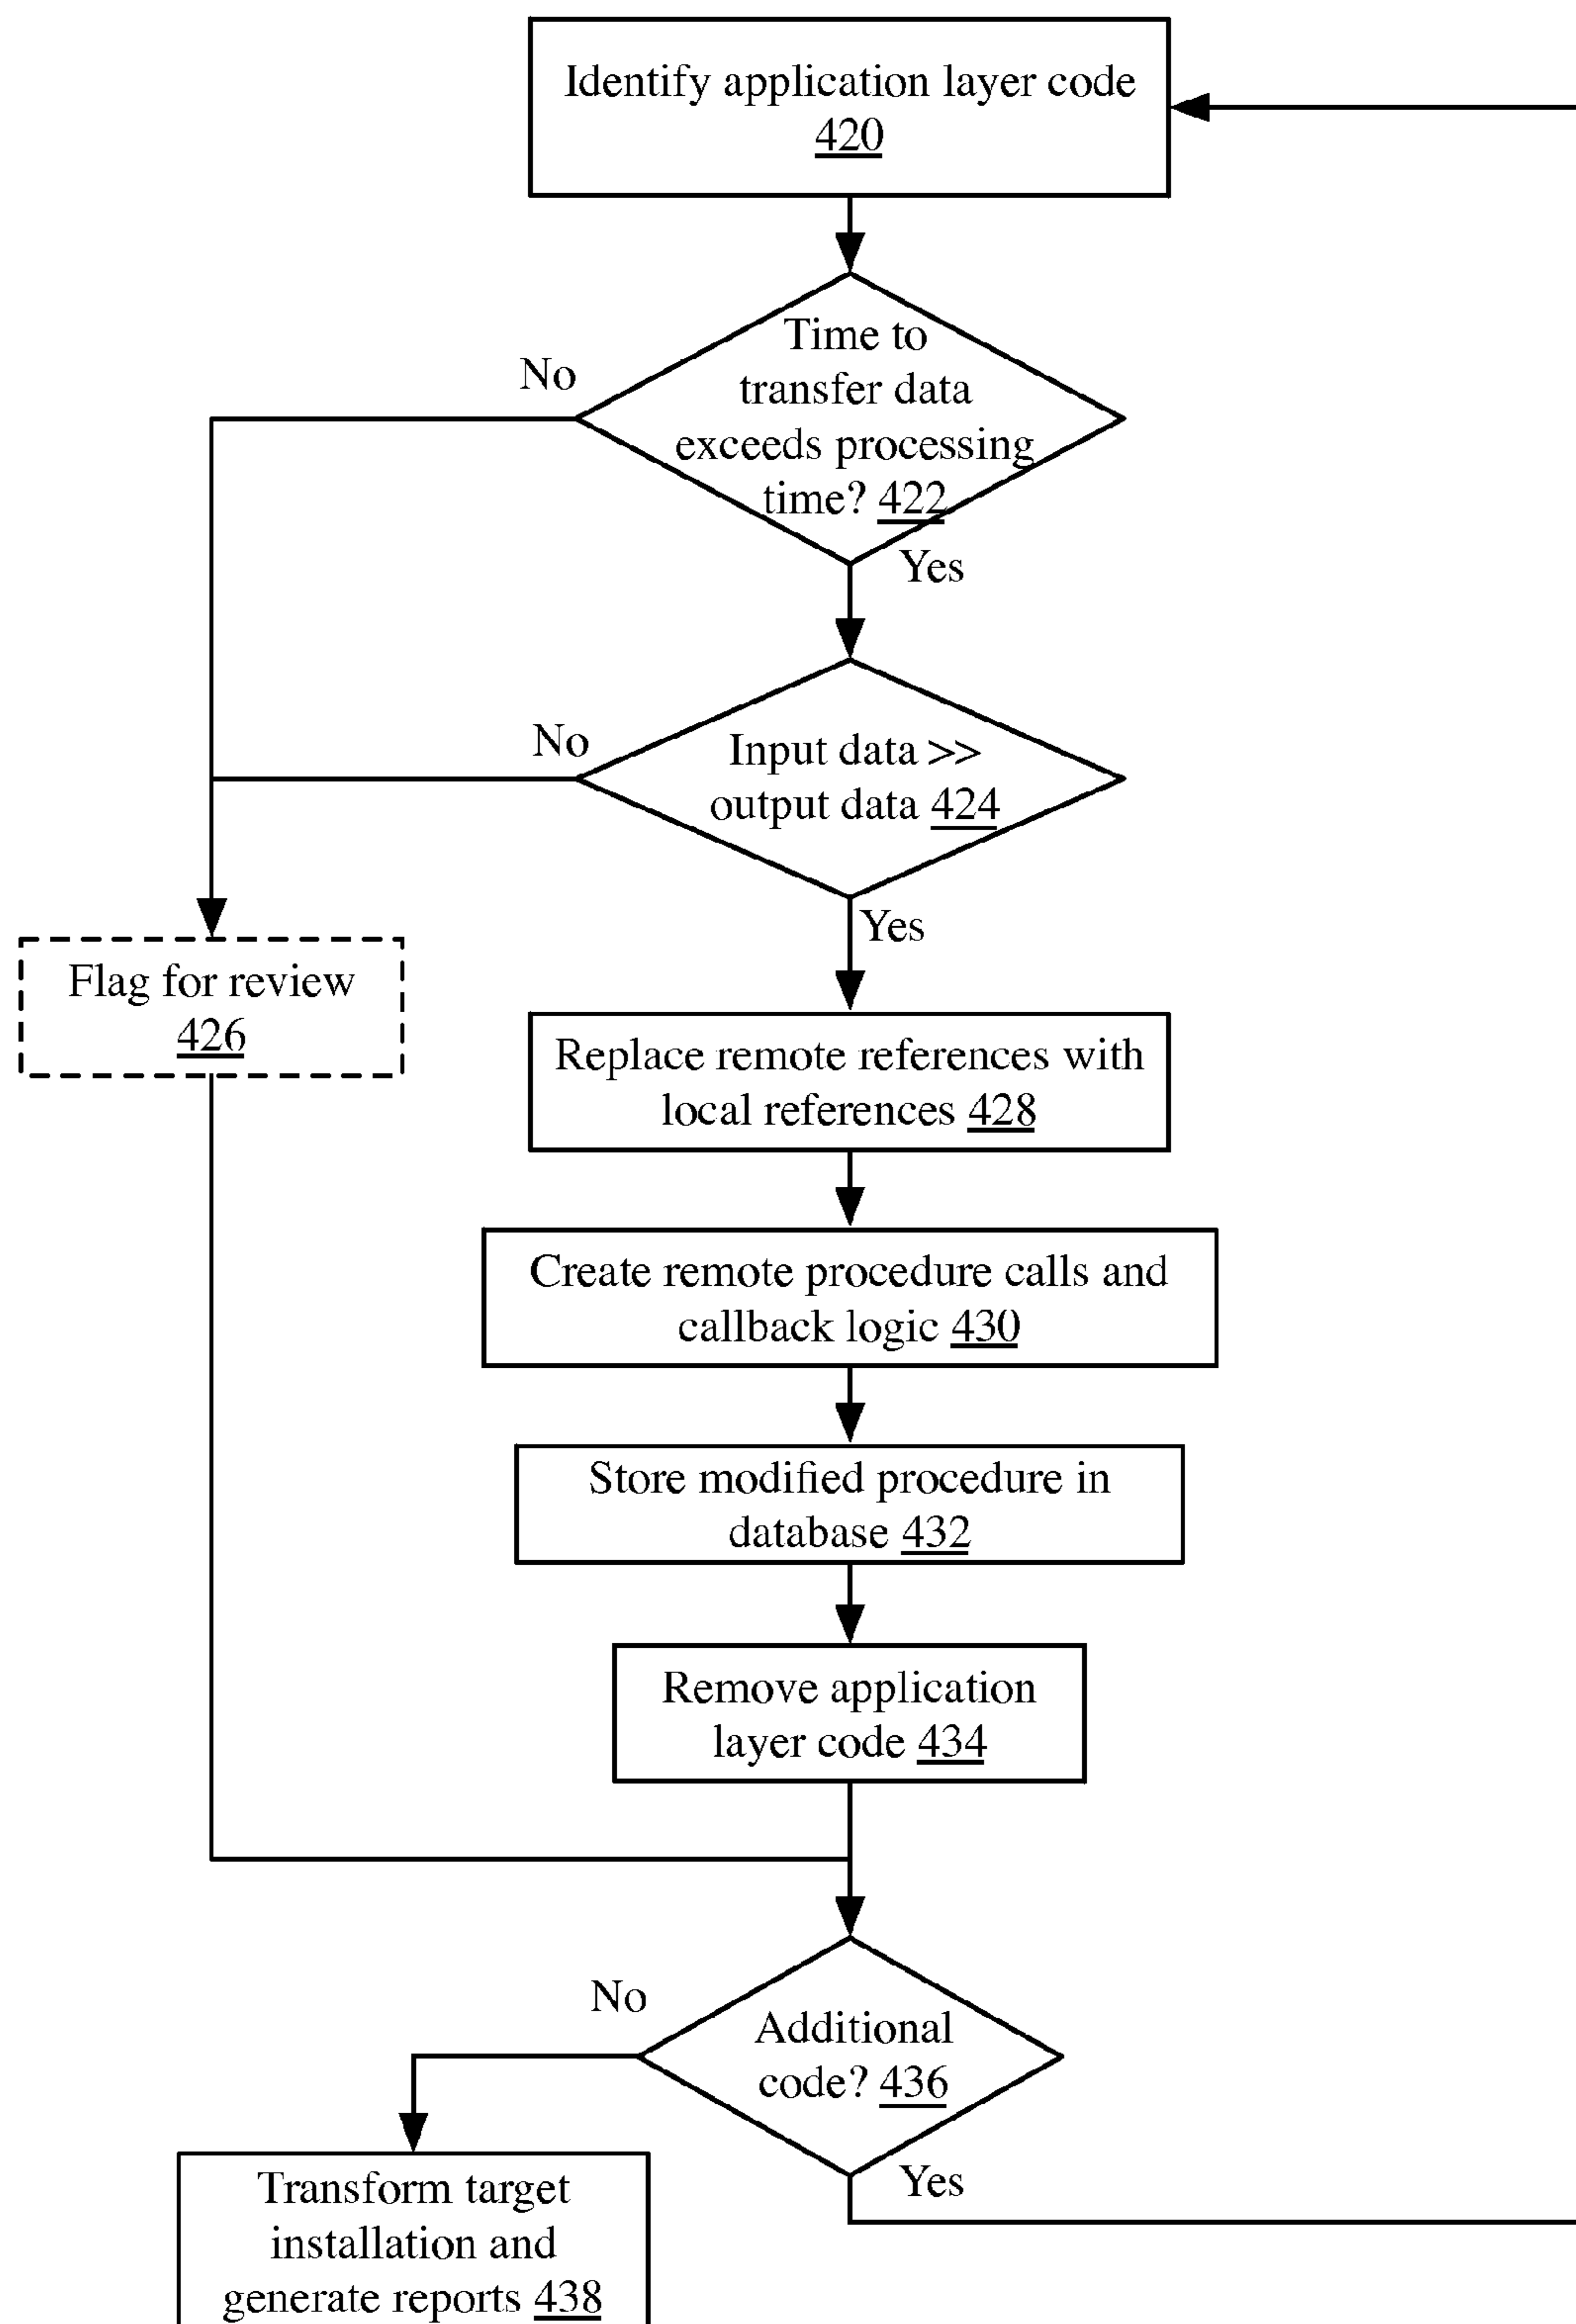 Identify application layer code
420
Time to
transfer data
exceeds processing
time? 422
No
Yes
Input data >>
output data 424
No
Yes
Flag for review
426
Replace remote references with
local references 428
Create remote procedure calls and
callback logic 430
Store modified procedure in
database 432
Remove application
layer code 434
Additional
code? 436
No
Yes
Transform target
installation and
generate reports 438